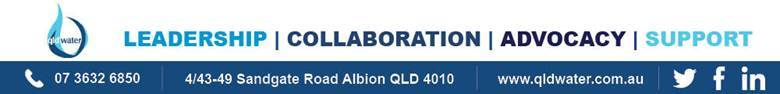 qldwater
LEADERSHIP | COLLABORATION | ADVOCACY | SUPPORT
07 3632 6850 | 4/43-49 Sandgate Road Albion QLD 4010 | www.qldwater.com.au